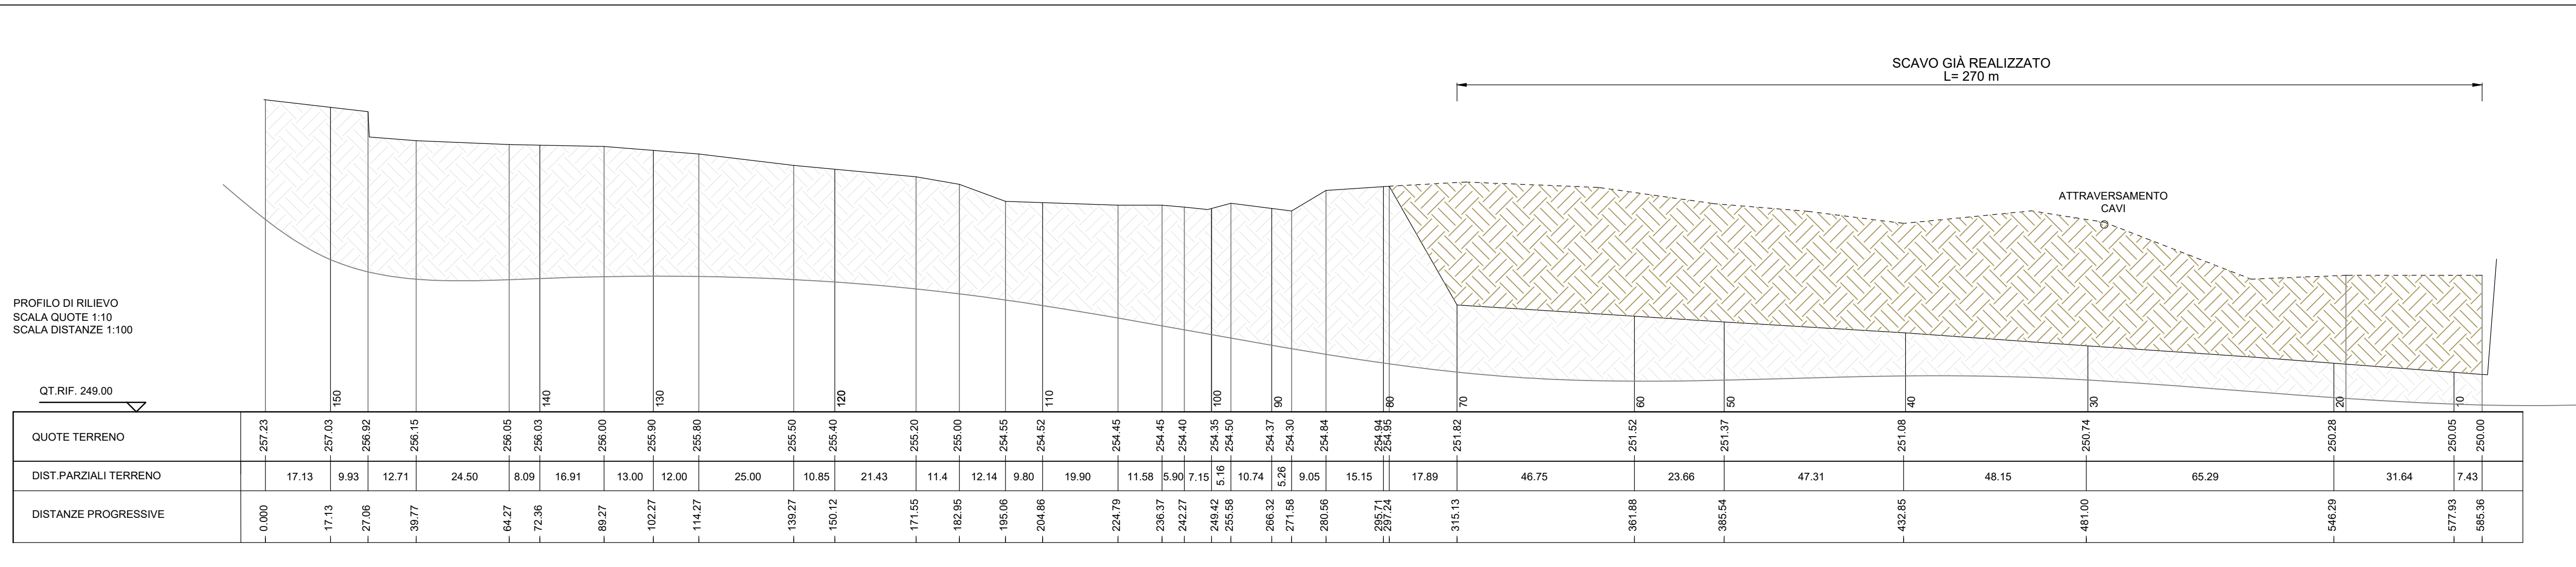 SCAVO GIÀ REALIZZATO
L= 270 m
ATTRAVERSAMENTO
CAVI
PROFILO DI RILIEVO
SCALA QUOTE 1:10
SCALA DISTANZE 1:100
QT.RIF. 249.00
150 140 130 120 110 100 90 80 70 60 50 40 30 20 10
QUOTE TERRENO 257.23 257.03 256.92 256.15 256.05 256.03 256.00 255.90 255.80 255.50 255.40 255.20 255.00 254.55 254.52 254.45 254.45 254.40 254.35 254.50 254.37 254.30 254.84 254.94 254.95 251.82 251.52 251.37 251.08 250.74 250.28 250.05 250.00
DIST.PARZIALI TERRENO 17.13 9.93 12.71 24.50 8.09 16.91 13.00 12.00 25.00 10.85 21.43 11.4 12.14 9.80 19.90 11.58 5.90 7.15 5.16 10.74 5.26 9.05 15.15 17.89 46.75 23.66 47.31 48.15 65.29 31.64 7.43
DISTANZE PROGRESSIVE 0.000 17.13 27.06 39.77 64.27 72.36 89.27 102.27 114.27 139.27 150.12 171.55 182.95 195.06 204.86 224.79 236.37 242.27 249.42 255.58 266.32 271.58 280.56 295.71 297.24 315.13 361.88 385.54 432.85 481.00 546.29 577.93 585.36